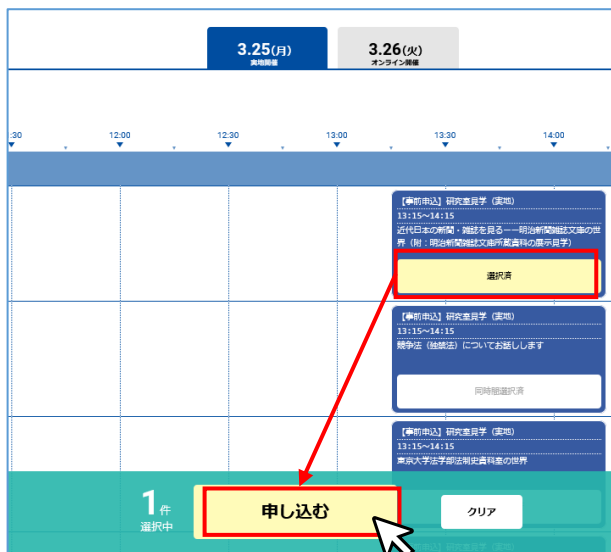 3.25(月)
実地開催
3.26(火)
オンライン開催
:30
12:00
12:30
13:00
13:30
14:00
【事前申込】研究室見学（実地）
13:15～14:15
近代日本の新聞・雑誌を見る——明治新聞雑誌文庫の世
界（附：明治新聞雑誌文庫所蔵資料の展示見学）
選択済
【事前申込】研究室見学（実地）
13:15～14:15
競争法（独禁法）についてお話しします
同時間選択済
【事前申込】研究室見学（実地）
13:15～14:15
東京大学法学部法制史資料室の世界
1件
選択中
申し込む
クリア